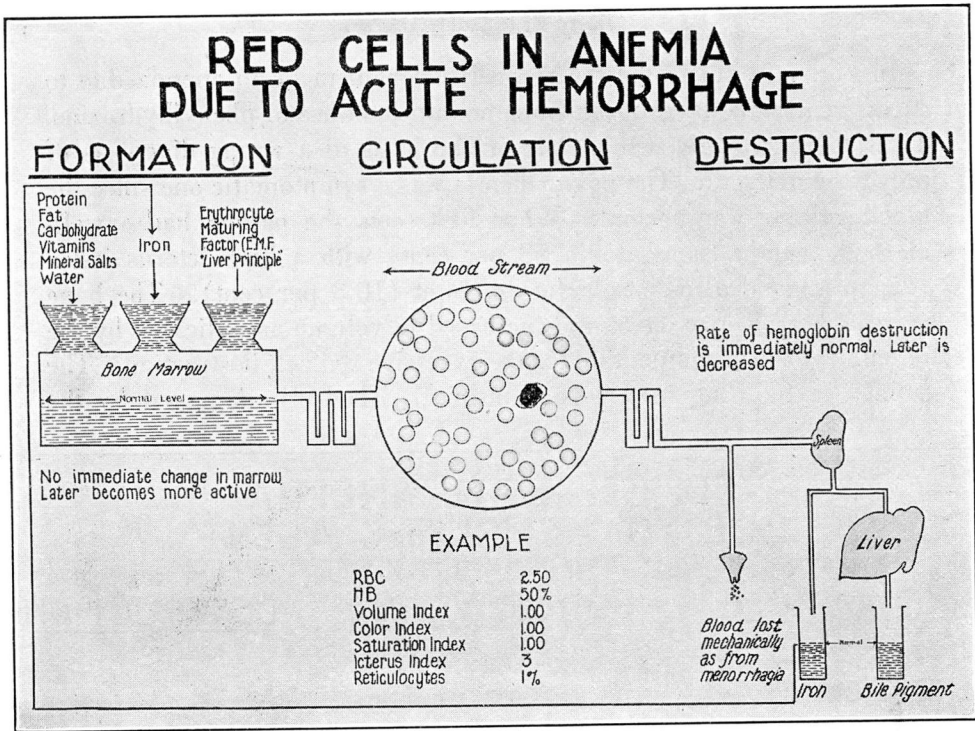 RED CELLS IN ANEMIA
DUE TO ACUTE HEMORRHAGE
FORMATION
CIRCULATION
DESTRUCTION
Protein
Fat
Carbohydrate
Vitamins
Mineral Salts
Water
Iron
Erythrocyte
Maturing
Factor (E.M.F.
"Liver Principle
Bone Marrow
Normal Level
No immediate change in marrow.
Later becomes more active
Blood Stream
EXAMPLE
RBC 2.50
HB 50%
Volume Index 1.00
Color Index 1.00
Saturation Index 1.00
Icterus Index 3
Reticulocytes 1%
Rate of hemoglobin destruction
is immediately normal. Later is
decreased
Spleen
Liver
Blood lost
mechanically
as from
menorrhagia
Normal
Iron
Bile Pigment